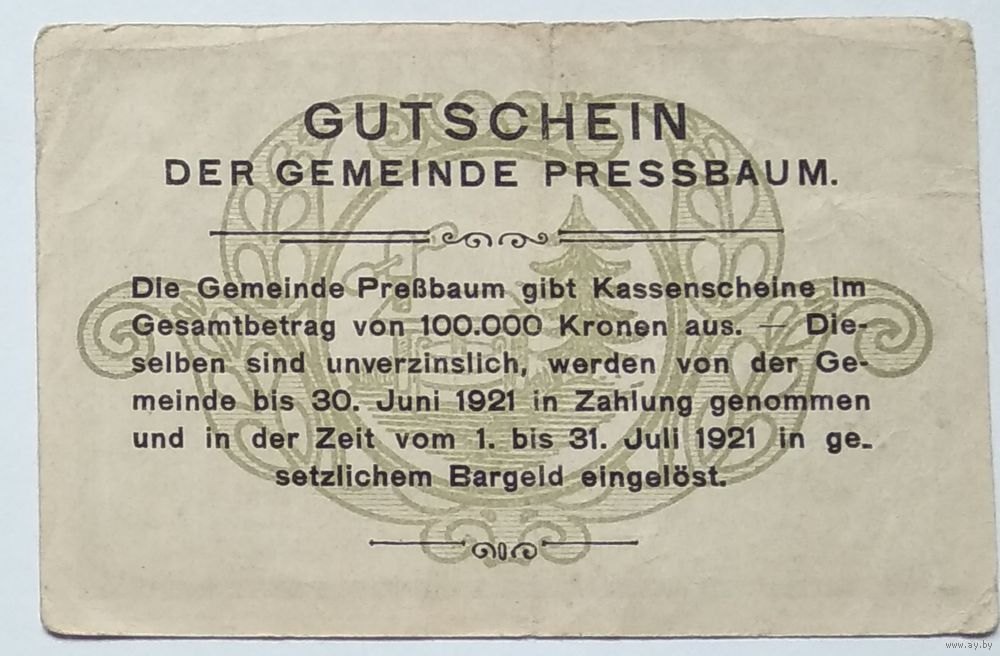 GUTSCHEIN
DER GEMEINDE PRESSBAUM.
Die Gemeinde Preßbaum gibt Kassenscheine im
Gesamtbetrag von 100.000 Kronen aus. — Die-
selben sind unverzinslich, werden von der Ge-
meinde bis 30. Juni 1921 in Zahlung genommen
und in der Zeit vom 1. bis 31. Juli 1921 in ge-
setzlichem Bargeld eingelöst.
www.ay.by